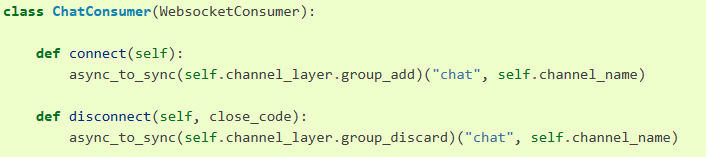 class ChatConsumer(WebsocketConsumer):
    def connect(self):
        async_to_sync(self.channel_layer.group_add)("chat", self.channel_name)
    def disconnect(self, close_code):
        async_to_sync(self.channel_layer.group_discard)("chat", self.channel_name)